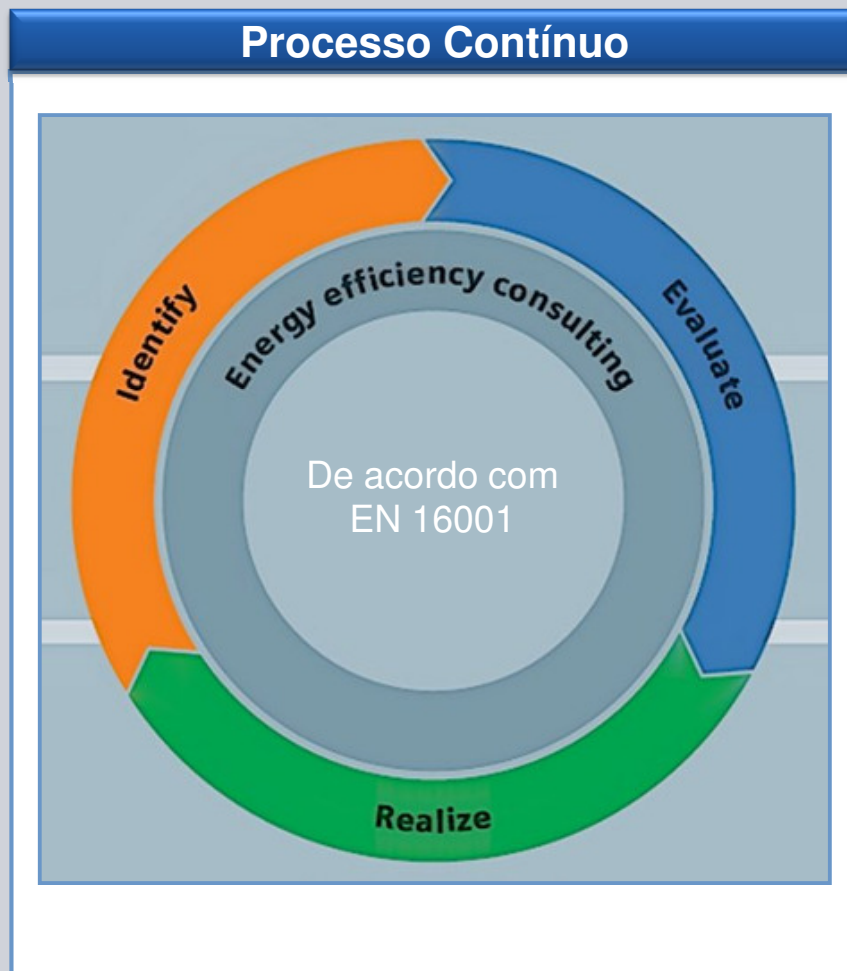 Processo Contínuo
Identify
Energy efficiency consulting
Evaluate
De acordo com
EN 16001
Realize